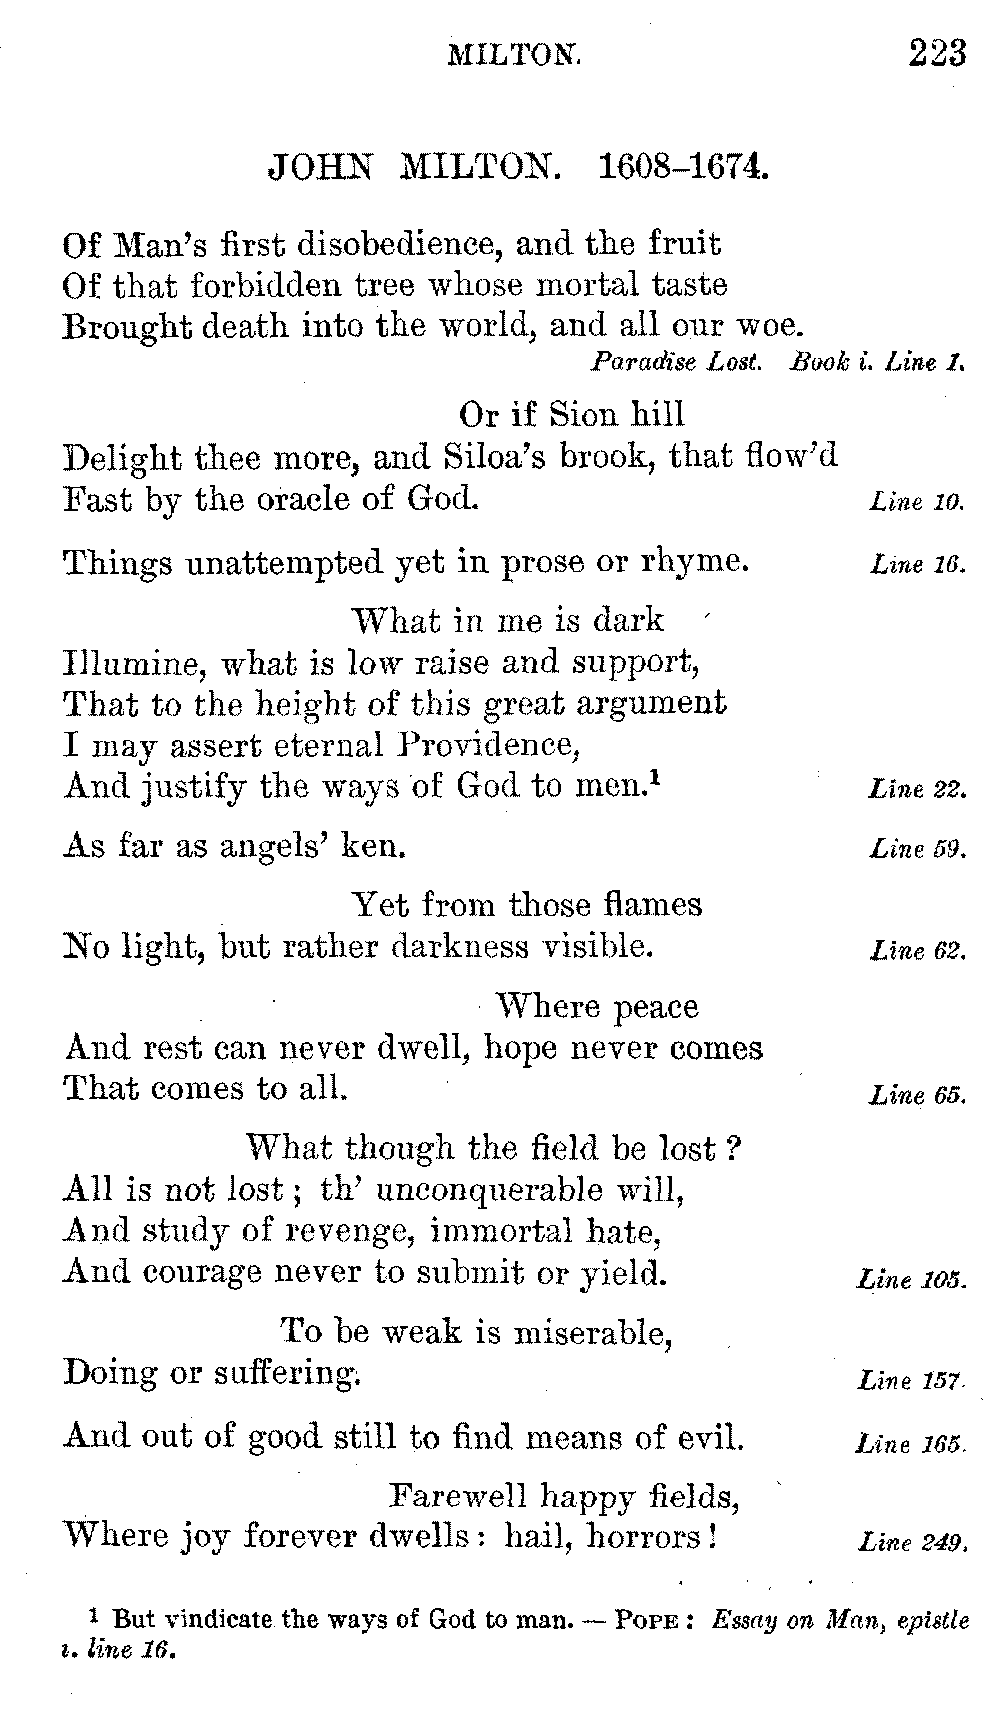 MILTON. 223
JOHN MILTON. 1608–1674.
Of Man's first disobedience, and the fruit
Of that forbidden tree whose mortal taste
Brought death into the world, and all our woe.
Paradise Lost. Book i. Line 1.
Or if Sion hill
Delight thee more, and Siloa's brook, that flow'd
Fast by the oracle of God. Line 10.
Things unattempted yet in prose or rhyme. Line 16.
What in me is dark
Illumine, what is low raise and support,
That to the height of this great argument
I may assert eternal Providence,
And justify the ways of God to men.¹ Line 22.
As far as angels' ken. Line 59.
Yet from those flames
No light, but rather darkness visible. Line 62.
Where peace
And rest can never dwell, hope never comes
That comes to all. Line 65.
What though the field be lost ?
All is not lost ; th' unconquerable will,
And study of revenge, immortal hate,
And courage never to submit or yield. Line 105.
To be weak is miserable,
Doing or suffering. Line 157.
And out of good still to find means of evil. Line 165.
Farewell happy fields,
Where joy forever dwells : hail, horrors ! Line 249.
¹ But vindicate the ways of God to man. — POPE : Essay on Man, epistle
i. line 16.